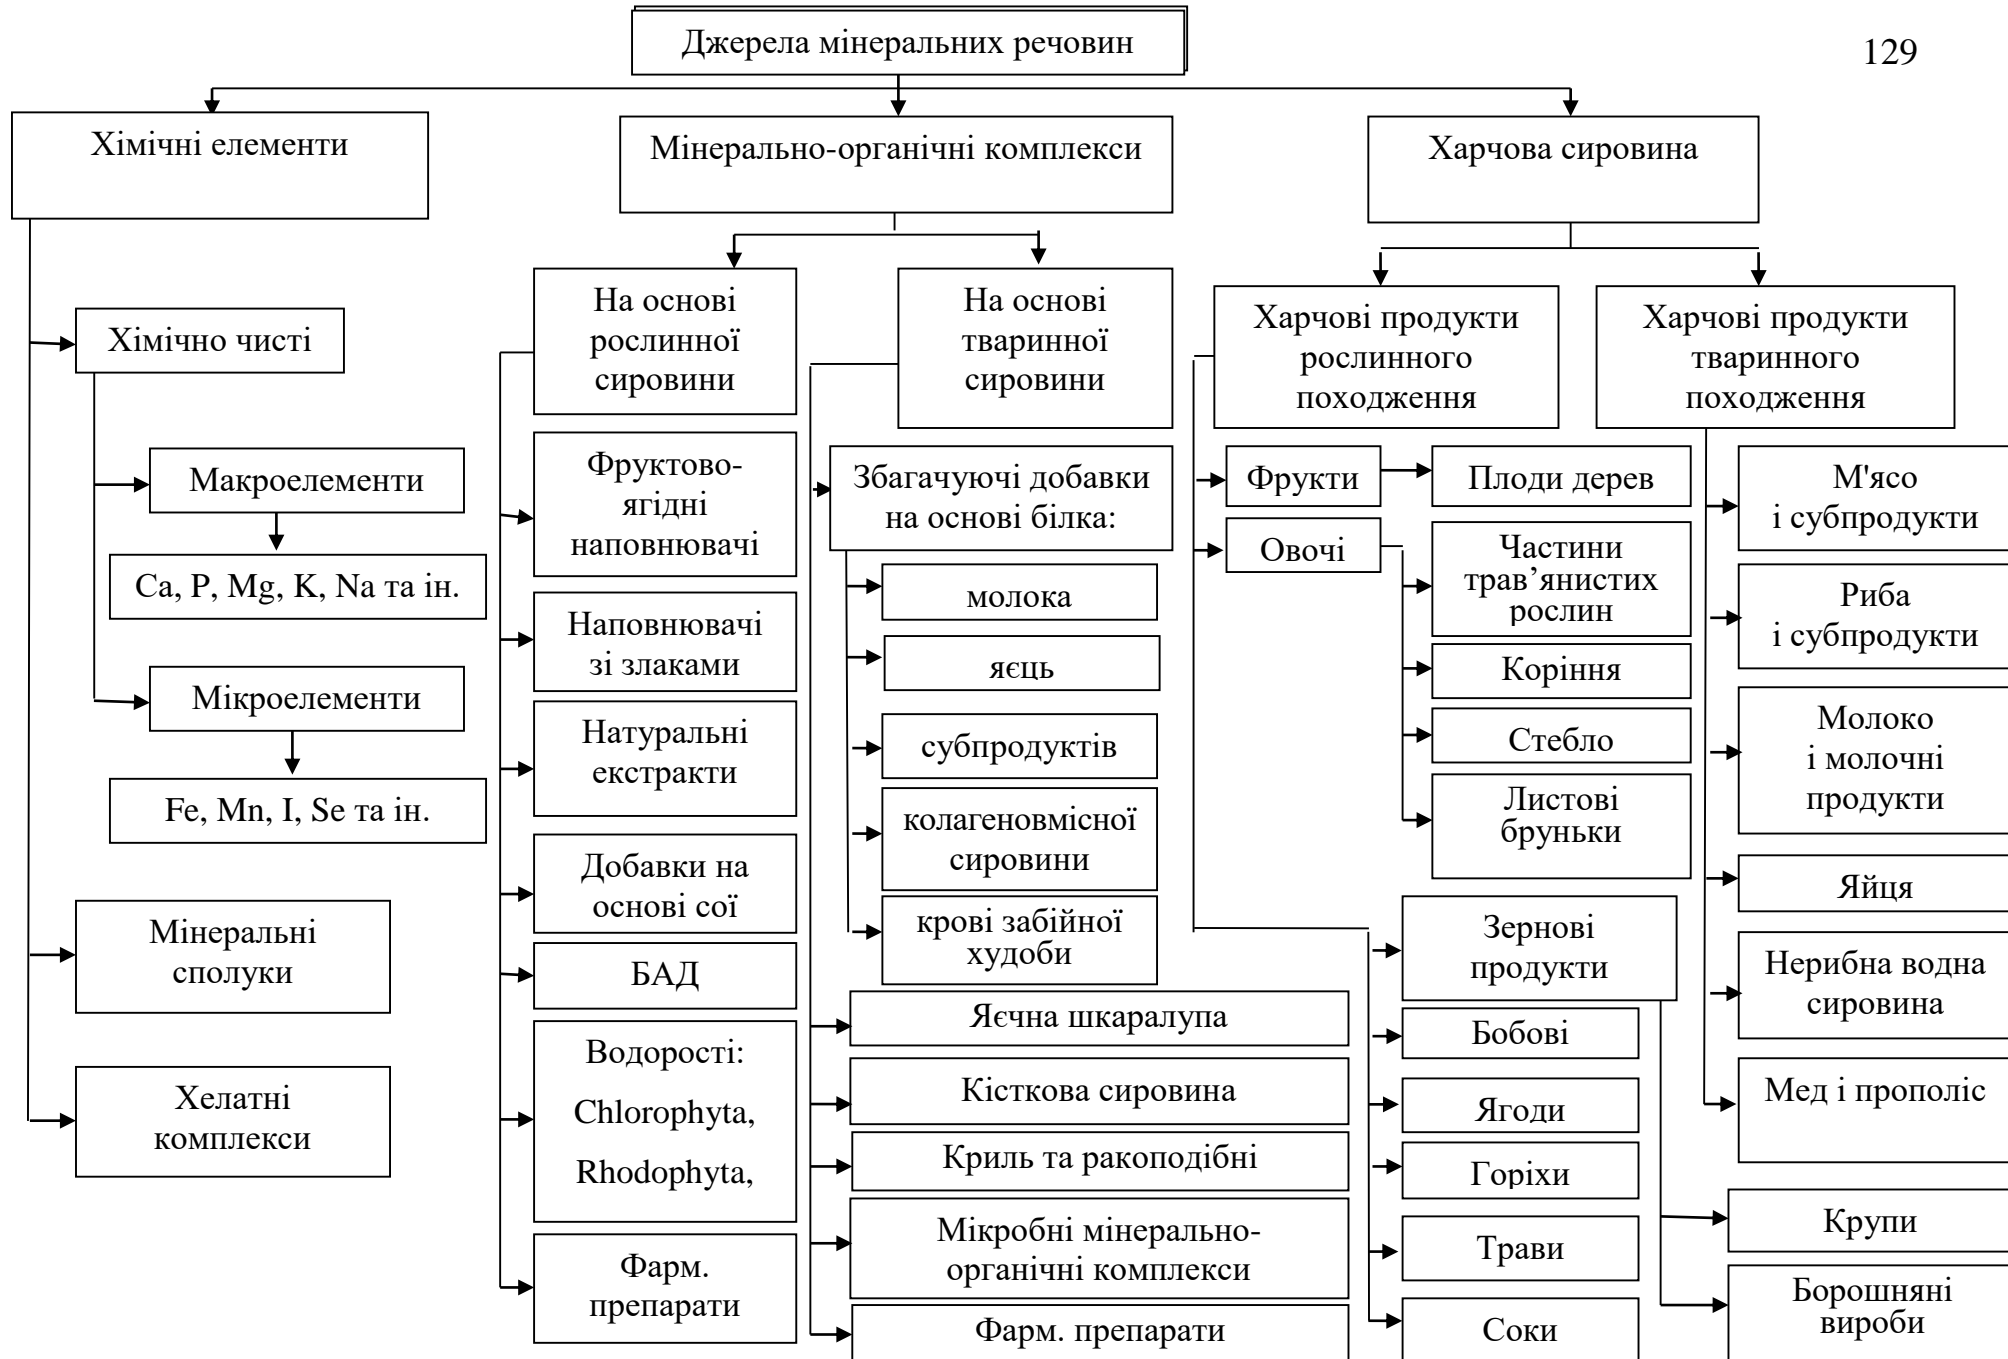 Джерела мінеральних речовин
129
Хімічні елементи
Мінерально-органічні комплекси
Харчова сировина
Хімічно чисті
Макроелементи
Ca, P, Mg, K, Na та ін.
Мікроелементи
Fe, Mn, I, Se та ін.
Мінеральні
сполуки
Хелатні
комплекси
На основі
рослинної
сировини
Фруктово-
ягідні
наповнювачі
Наповнювачі
зі злаками
Натуральні
екстракти
Добавки на
основі сої
БАД
Водорості:
Chlorophyta,
Rhodophyta,
Фарм.
препарати
На основі
тваринної
сировини
Збагачуючі добавки
на основі білка:
молока
яєць
субпродуктів
колагеновмісної
сировини
крові забійної
худоби
Яєчна шкаралупа
Кісткова сировина
Криль та ракоподібні
Мікробні мінерально-
органічні комплекси
Фарм. препарати
Харчові продукти
рослинного
походження
Фрукти
Плоди дерев
Овочі
Частини
трав’янистих
рослин
Коріння
Стебло
Листові
бруньки
Зернові
продукти
Бобові
Ягоди
Горіхи
Трави
Соки
Крупи
Борошняні
вироби
Харчові продукти
тваринного
походження
М'ясо
і субпродукти
Риба
і субпродукти
Молоко
і молочні
продукти
Яйця
Нерибна водна
сировина
Мед і прополіс